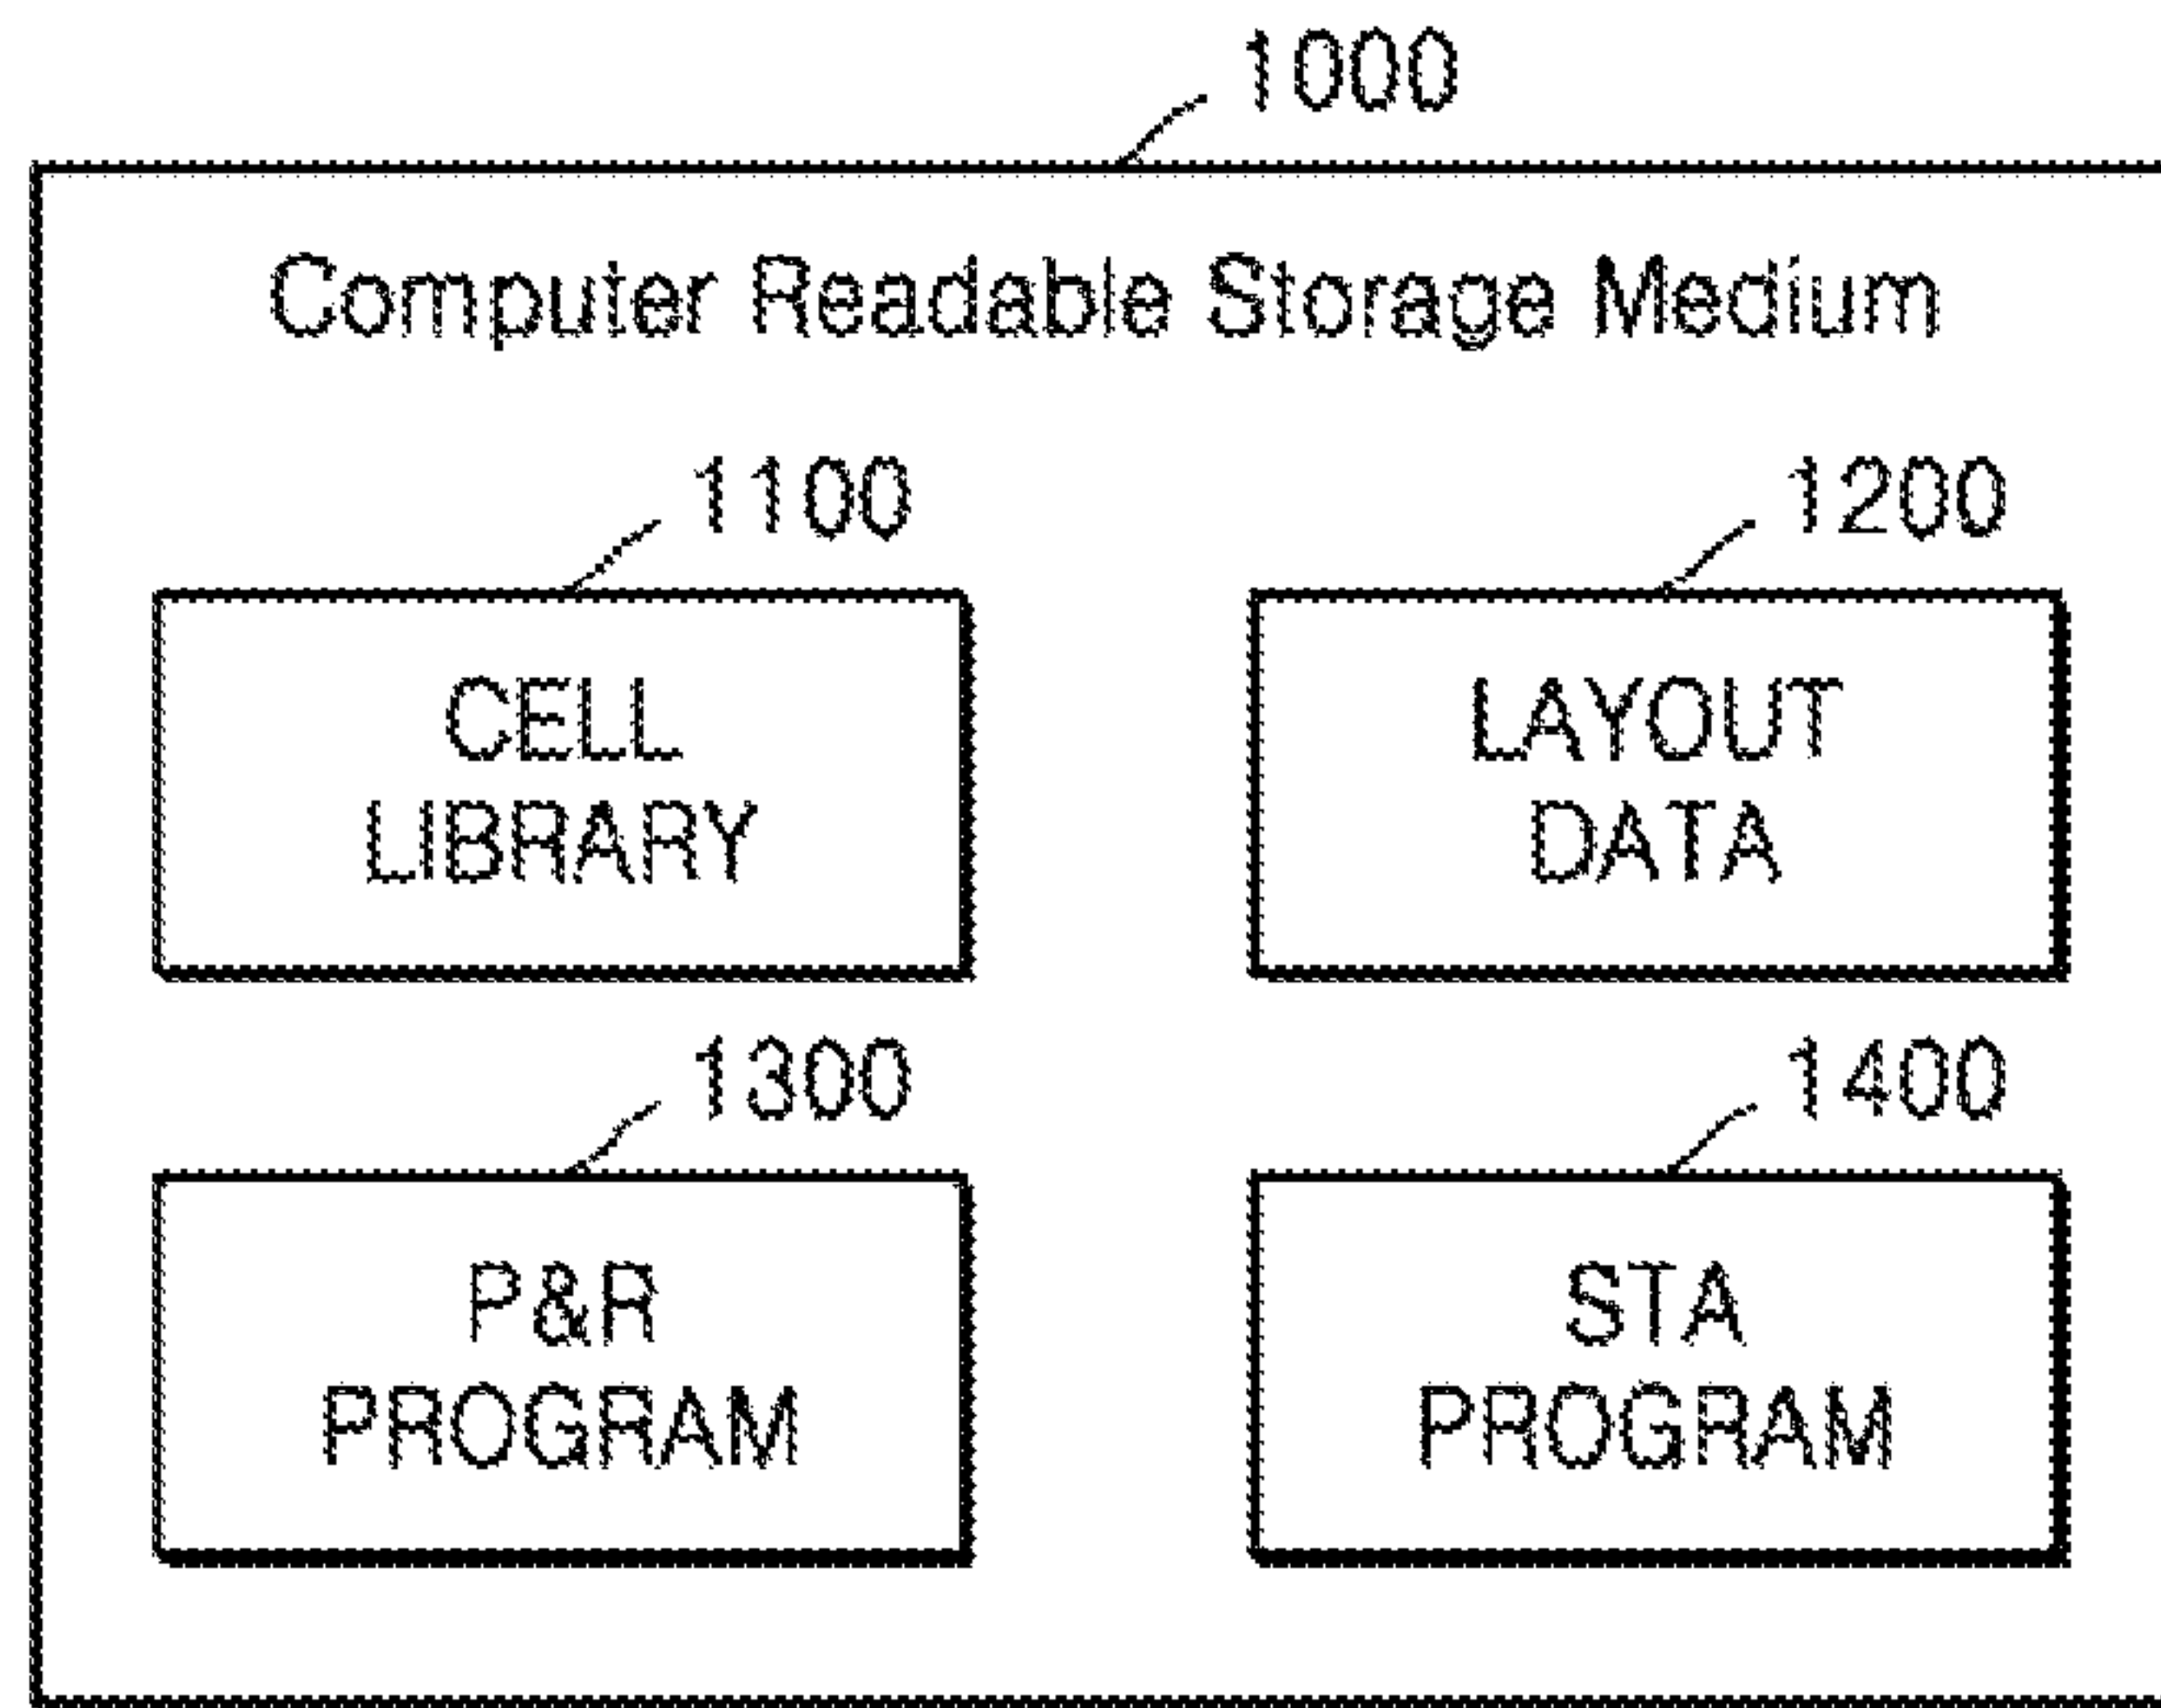 1000
Computer Readable Storage Medium
1100
1200
CELL
LIBRARY
LAYOUT
DATA
1300
1400
P&R
PROGRAM
STA
PROGRAM